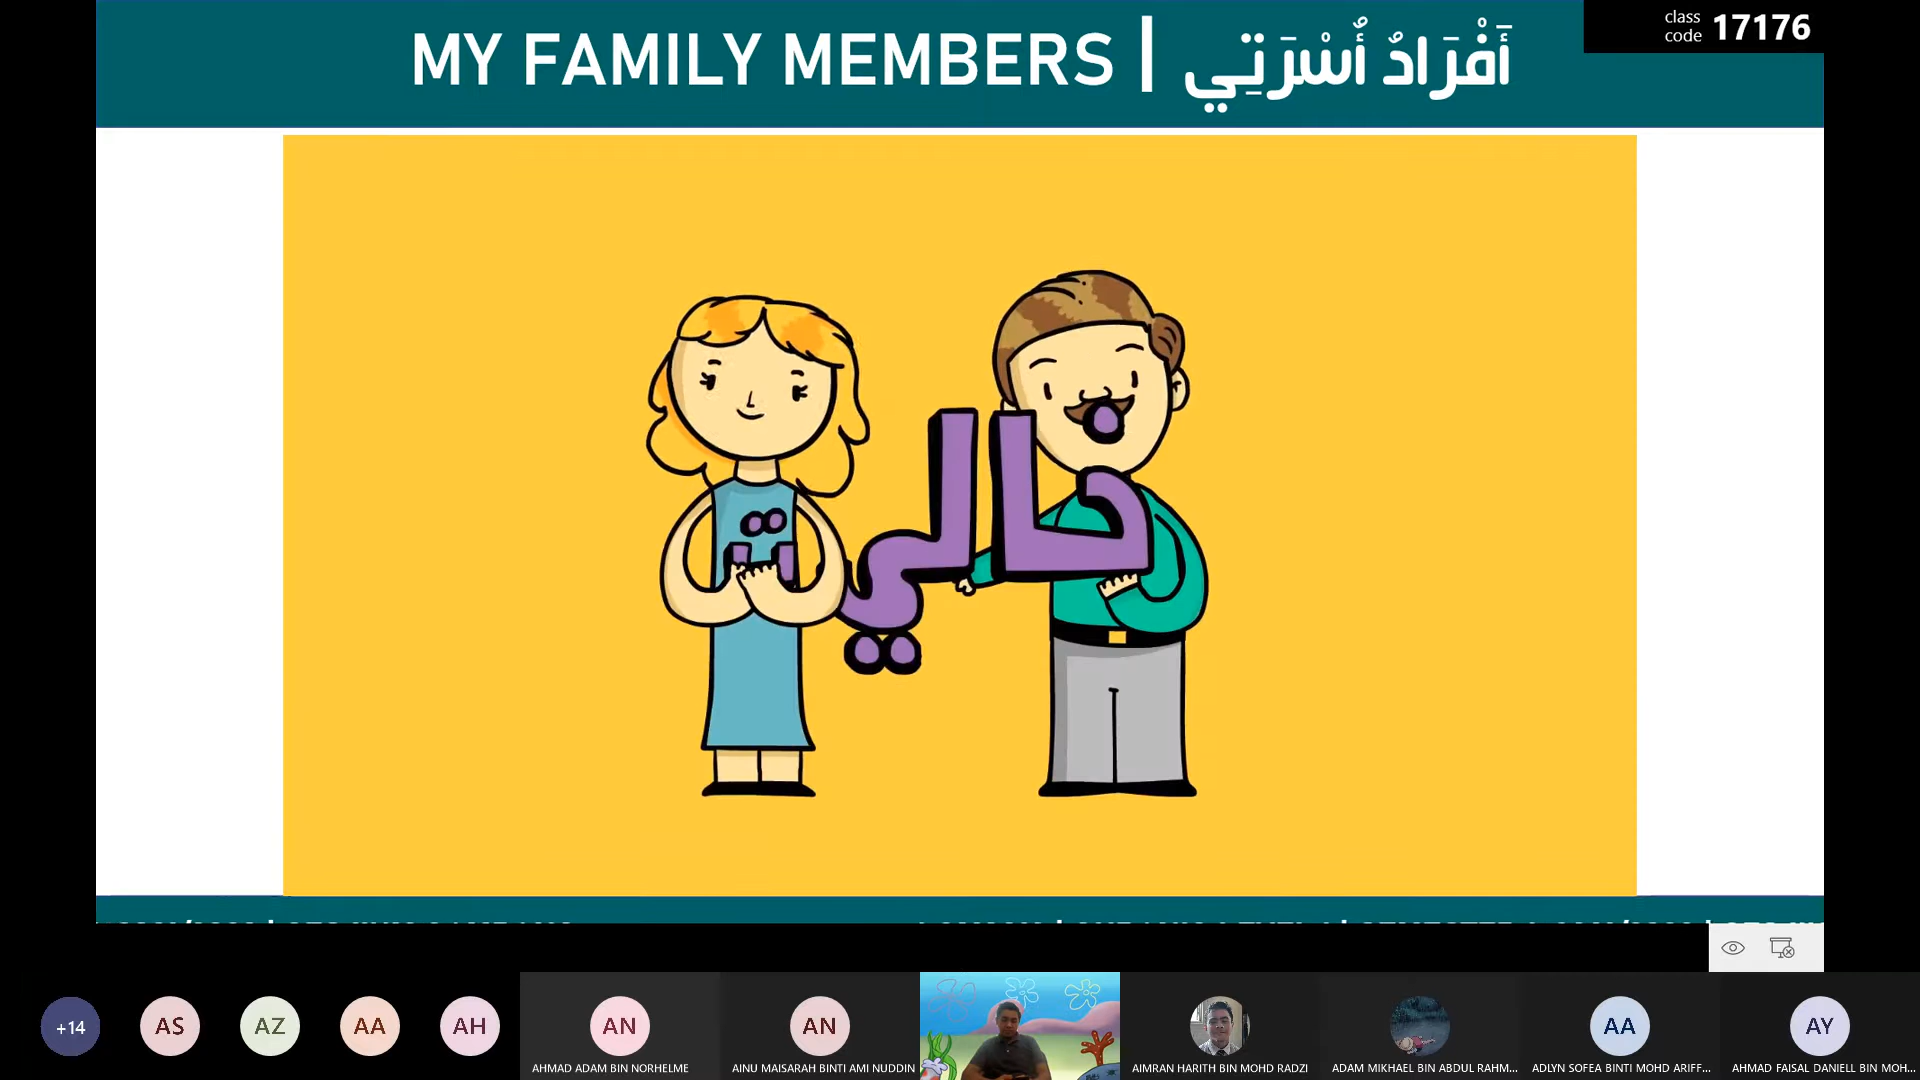 MY FAMILY MEMBERS | أَفْرَادُ أُسْرَتِي
class code 17176
خالي
+14
AS
AZ
AA
AH
AN
AN
AA
AY
AHMAD ADAM BIN NORHELME
AINU MAISARAH BINTI AMI NUDDIN
AIMRAN HARITH BIN MOHD RADZI
ADAM MIKHAEL BIN ABDUL RAHM...
ADLYN SOFEA BINTI MOHD ARIFF...
AHMAD FAISAL DANIELL BIN MOH...